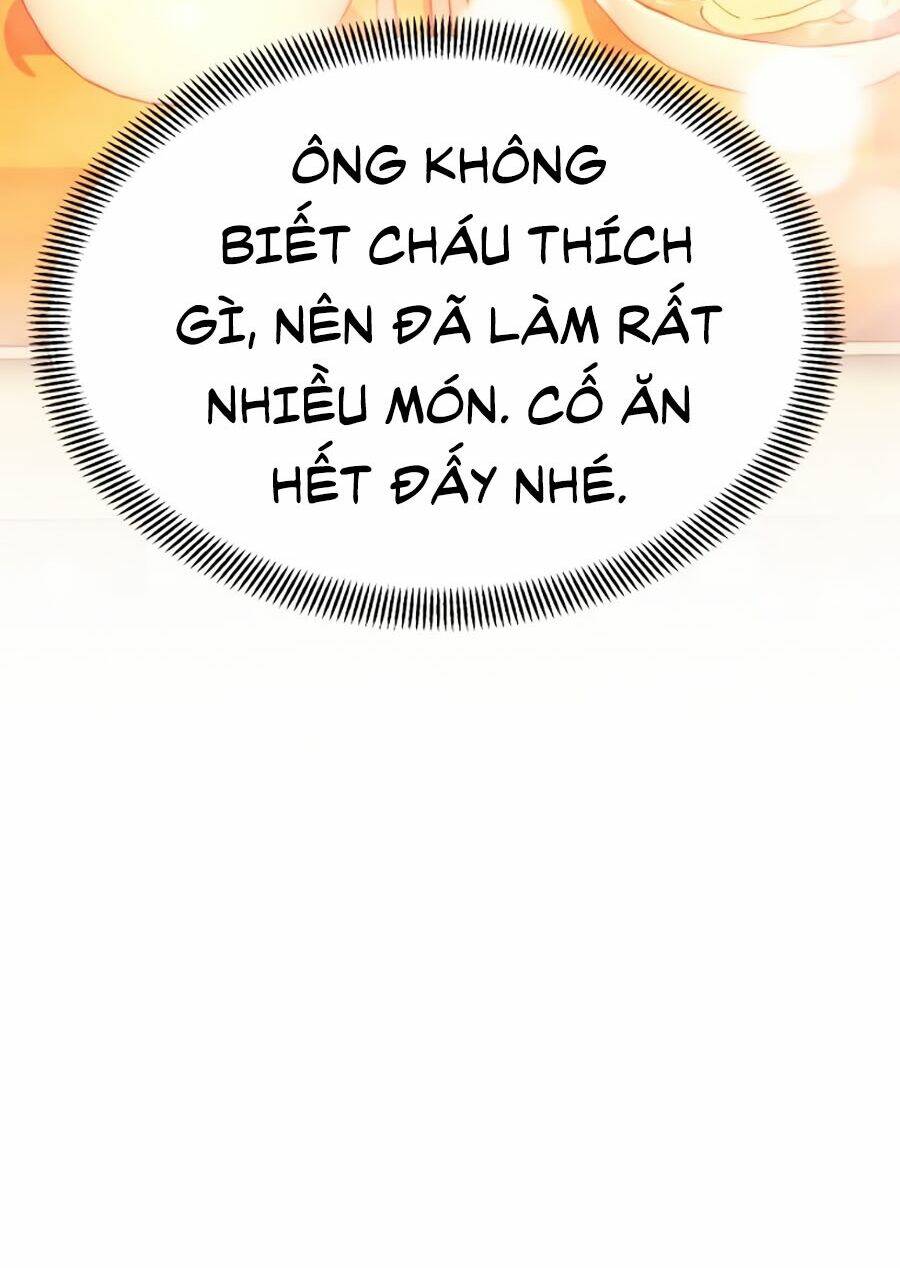 ÔNG KHÔNG
BIẾT CHÁU THÍCH
GÌ, NÊN ĐÃ LÀM RẤT
NHIỀU MÓN. CỐ ĂN
HẾT ĐẤY NHÉ.